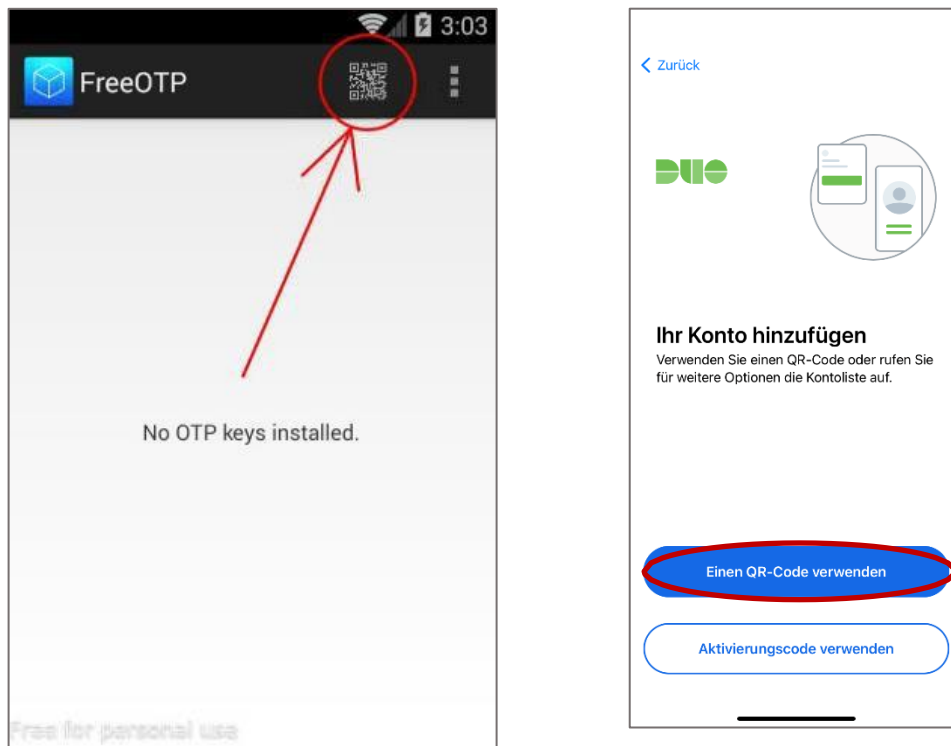 3:03
FreeOTP
No OTP keys installed.
Free for personal use
Zurück
DUO
Ihr Konto hinzufügen
Verwenden Sie einen QR-Code oder rufen Sie
für weitere Optionen die Kontoliste auf.
Einen QR-Code verwenden
Aktivierungscode verwenden